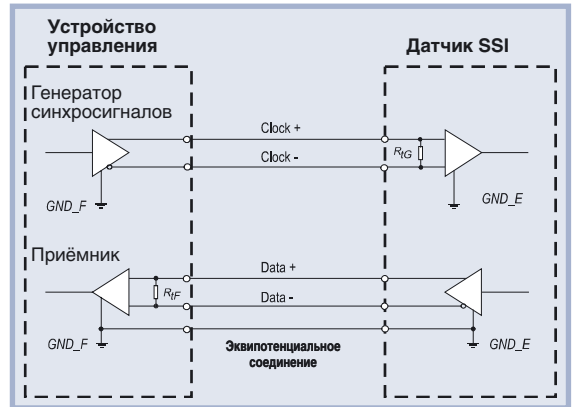 Устройство
управления
Датчик SSI
Генератор
синхросигналов
Clock +
Clock -
RtG
GND_F
GND_E
Приёмник
Data +
RtF
Data -
GND_F
Эквипотенциальное
соединение
GND_E